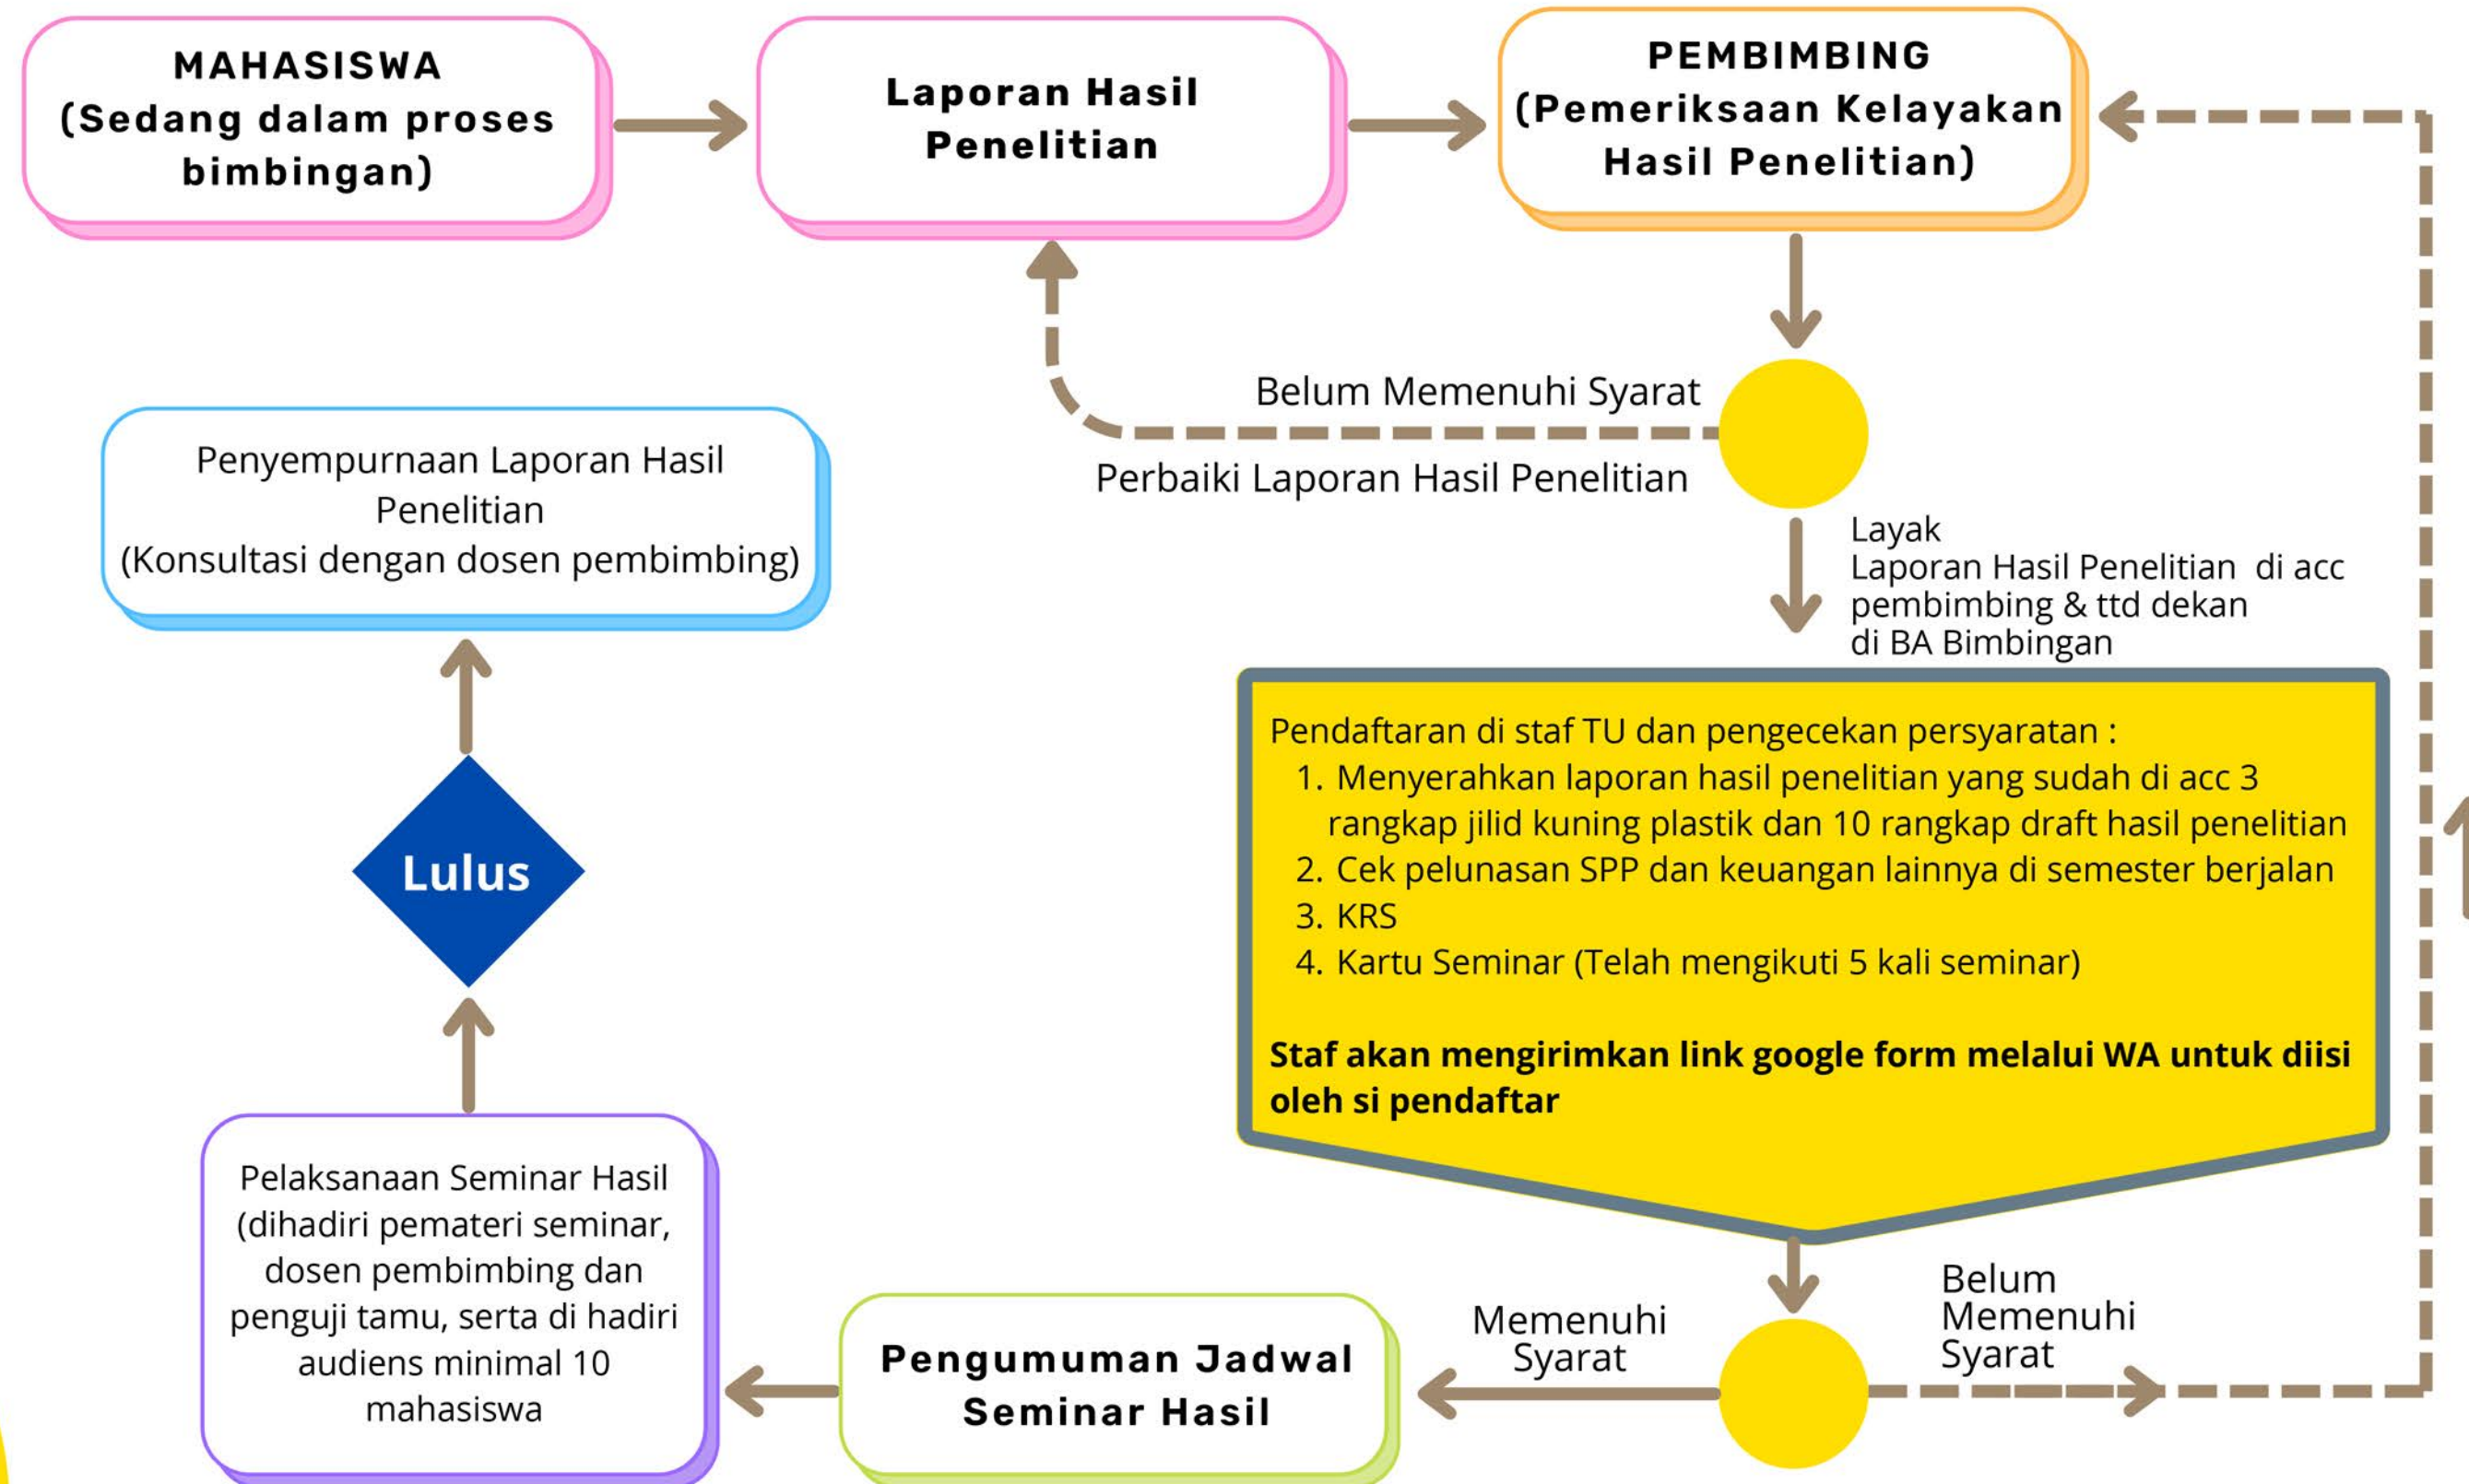 MAHASISWA
(Sedang dalam proses
bimbingan)
Laporan Hasil
Penelitian
PEMBIMBING
(Pemeriksaan Kelayakan
Hasil Penelitian)
Belum Memenuhi Syarat
Perbaiki Laporan Hasil Penelitian
Layak
Laporan Hasil Penelitian di acc
pembimbing & ttd dekan
di BA Bimbingan
Pendaftaran di staf TU dan pengecekan persyaratan :
1. Menyerahkan laporan hasil penelitian yang sudah di acc 3
rangkap jilid kuning plastik dan 10 rangkap draft hasil penelitian
2. Cek pelunasan SPP dan keuangan lainnya di semester berjalan
3. KRS
4. Kartu Seminar (Telah mengikuti 5 kali seminar)
Staf akan mengirimkan link google form melalui WA untuk diisi
oleh si pendaftar
Belum
Memenuhi
Syarat
Memenuhi
Syarat
Pengumuman Jadwal
Seminar Hasil
Pelaksanaan Seminar Hasil
(dihadiri pemateri seminar,
dosen pembimbing dan
penguji tamu, serta di hadiri
audiens minimal 10
mahasiswa
Lulus
Penyempurnaan Laporan Hasil
Penelitian
(Konsultasi dengan dosen pembimbing)